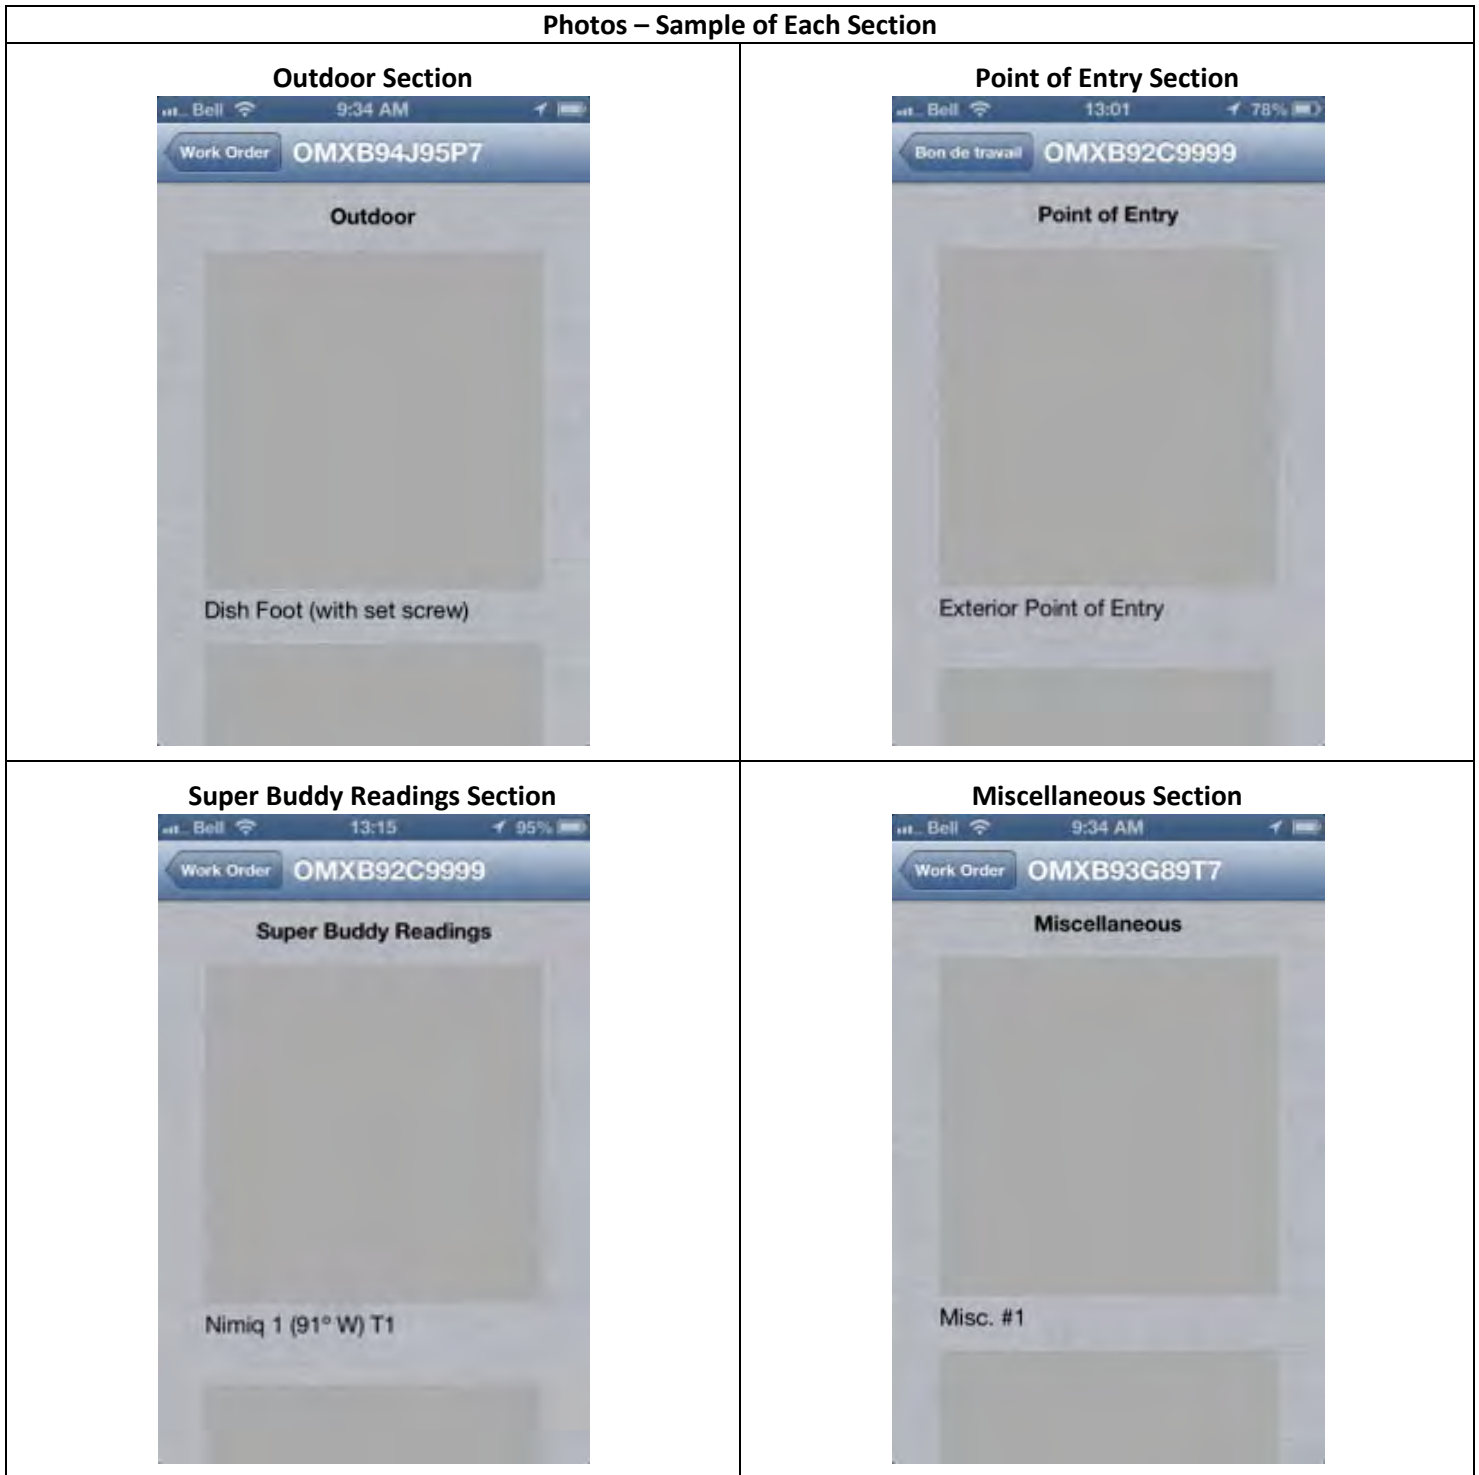 Photos – Sample of Each Section
Outdoor Section
Bell 9:34 AM
Work Order OMXB94J95P7
Outdoor
Dish Foot (with set screw)
Point of Entry Section
Bell 13:01 78%
Bon de travail OMXB92C9999
Point of Entry
Exterior Point of Entry
Super Buddy Readings Section
Bell 13:15 95%
Work Order OMXB92C9999
Super Buddy Readings
Nimiq 1 (91° W) T1
Miscellaneous Section
Bell 9:34 AM
Work Order OMXB93G89T7
Miscellaneous
Misc. #1